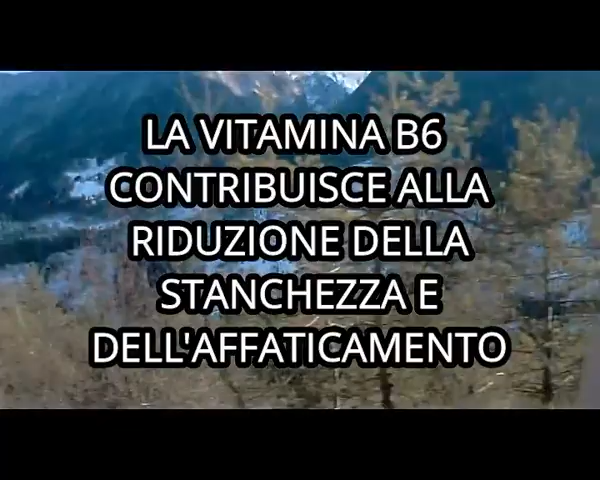 LA VITAMINA B6
CONTRIBUISCE ALLA
RIDUZIONE DELLA
STANCHEZZA E
DELL'AFFATICAMENTO